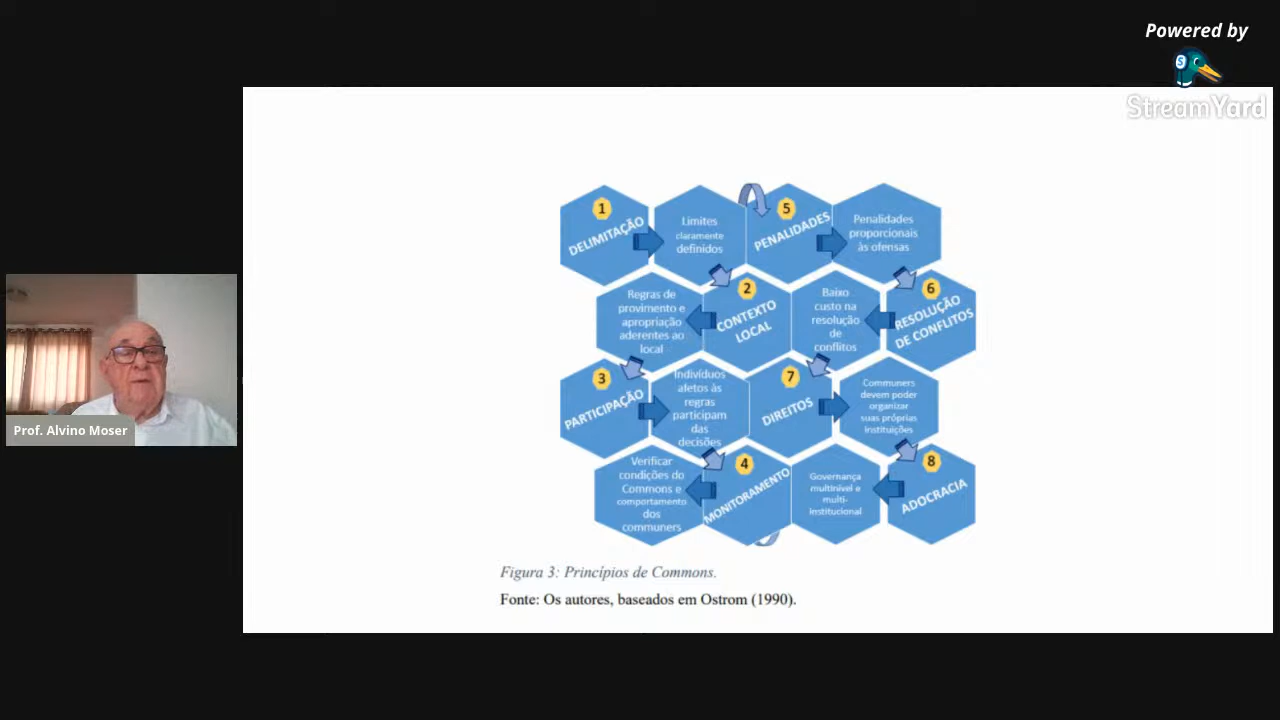 Powered by
StreamYard
Prof. Alvino Moser
1
DELIMITAÇÃO
Limites
claramente
definidos
2
CONTEXTO
LOCAL
Regras de
provimento e
apropriação
aderentes ao
local
3
PARTICIPAÇÃO
Indivíduos
afetos às
regras
participam
das
decisões
4
MONITORAMENTO
Verificar
condições do
Commons e
comportamento
dos
communers
5
PENALIDADES
Penalidades
proporcionais
às ofensas
6
RESOLUÇÃO
DE CONFLITOS
Baixo
custo na
resolução
de
conflitos
7
DIREITOS
Communers
devem poder
organizar
suas próprias
instituições
8
ADOCRACIA
Governança
multinível e
multi-
institucional
Figura 3: Princípios de Commons.
Fonte: Os autores, baseados em Ostrom (1990).